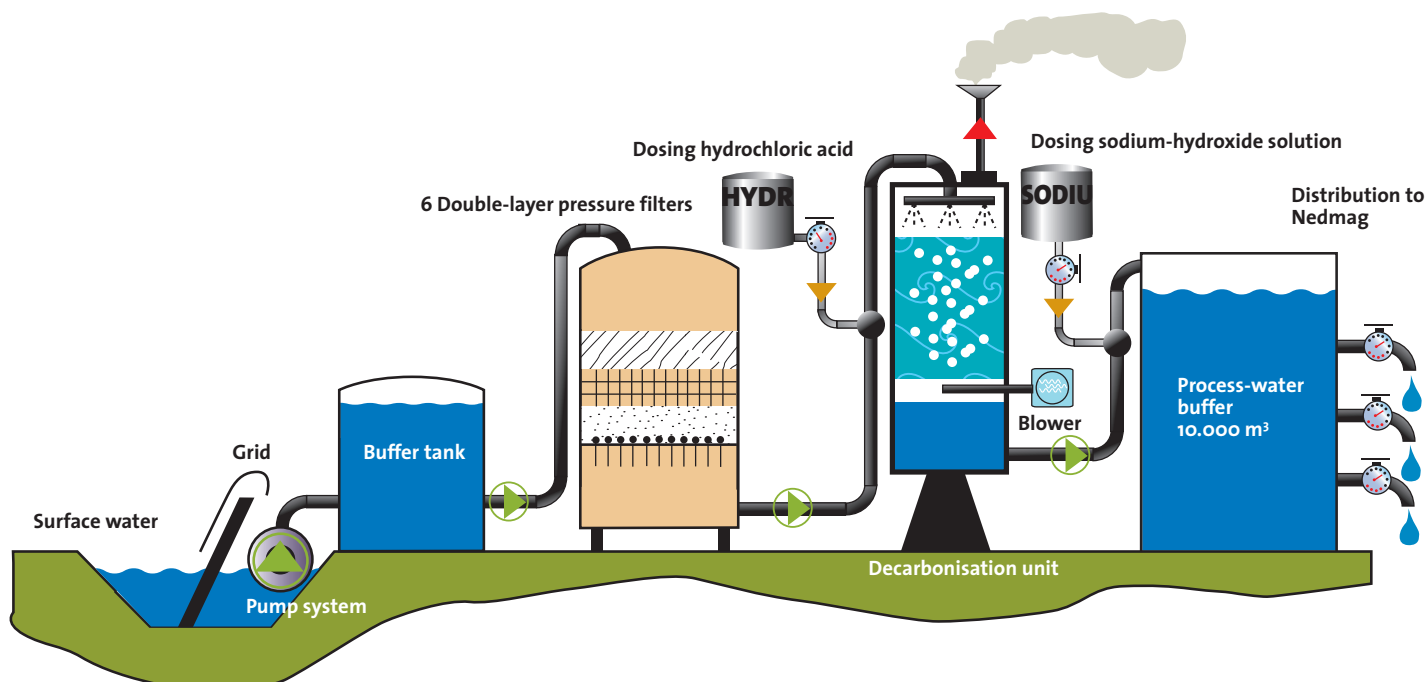 Dosing hydrochloric acid
Dosing sodium-hydroxide solution
HYDR
SODIU
6 Double-layer pressure filters
Distribution to
Nedmag
Process-water
buffer
10.000 m³
Blower
Grid
Buffer tank
Surface water
Pump system
Decarbonisation unit